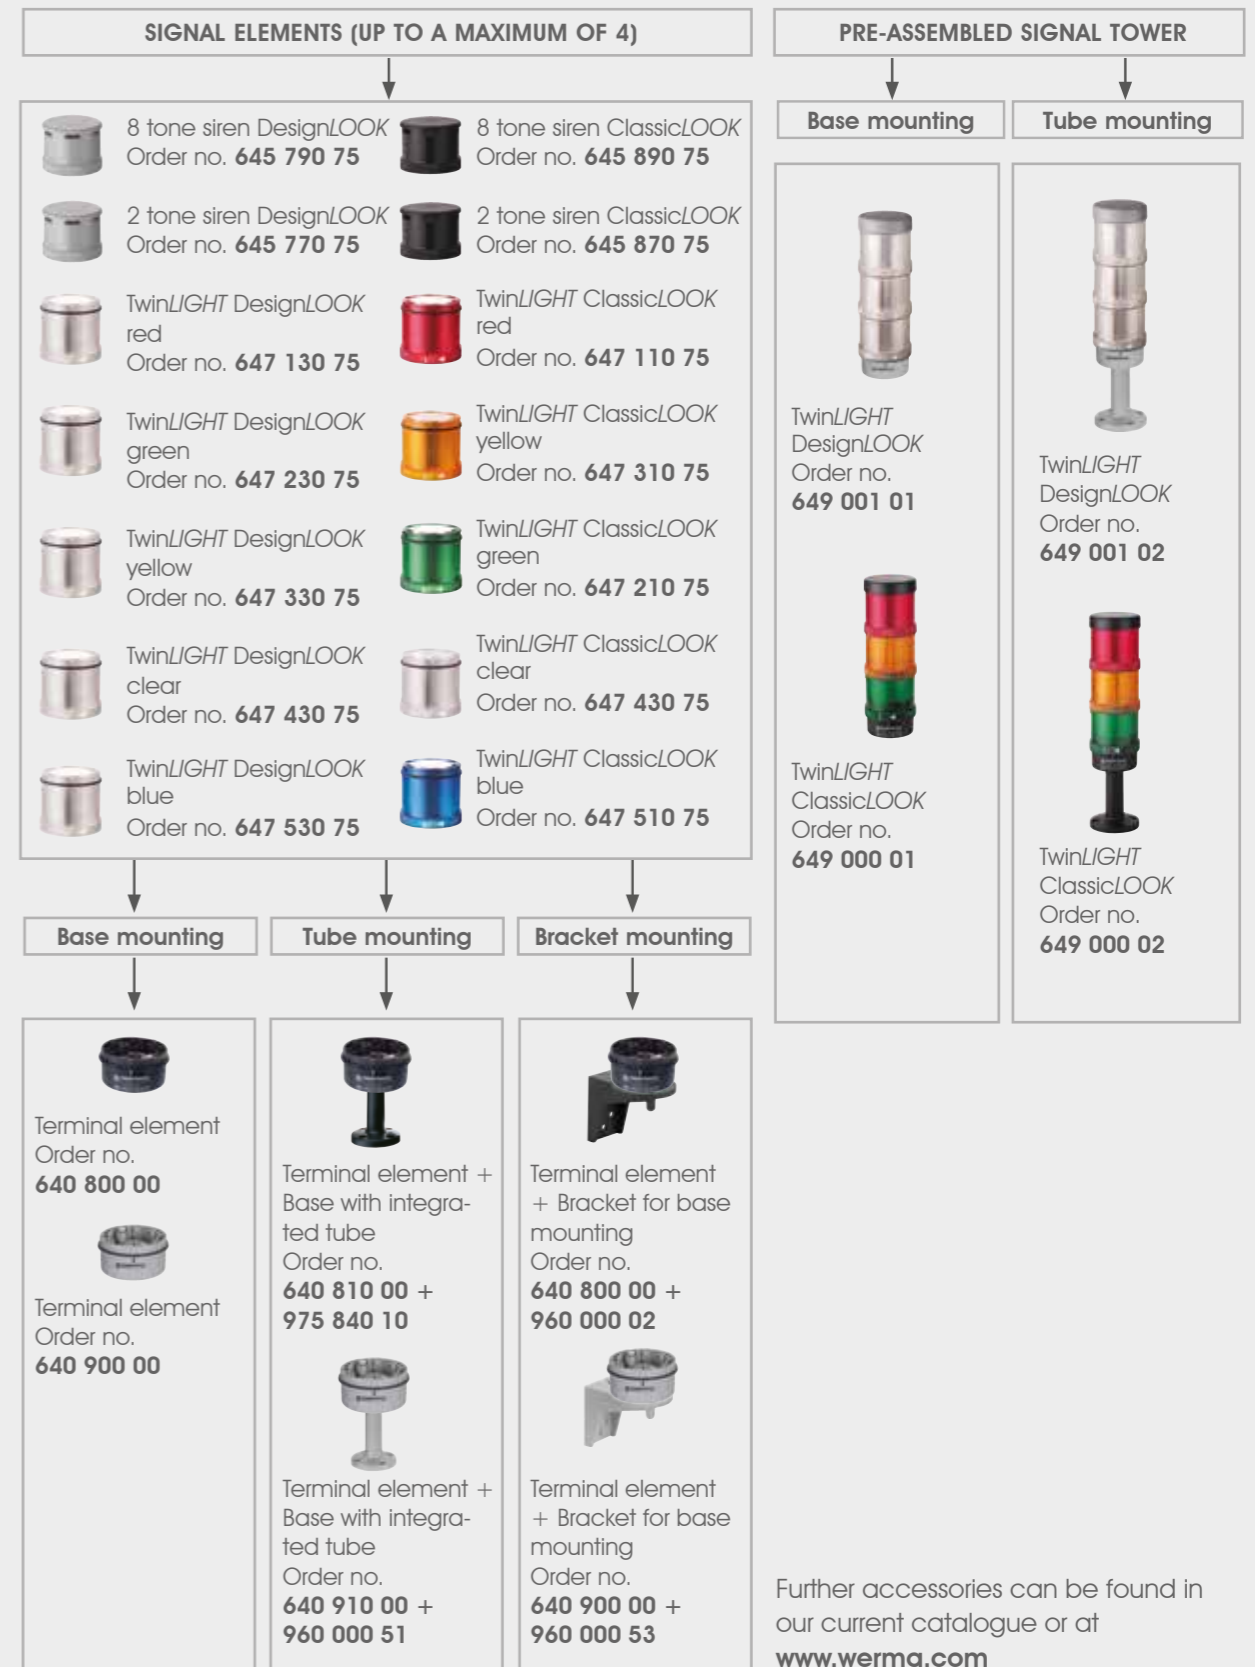 SIGNAL ELEMENTS (UP TO A MAXIMUM OF 4)
8 tone siren DesignLOOK
Order no. 645 790 75
8 tone siren ClassicLOOK
Order no. 645 890 75
2 tone siren DesignLOOK
Order no. 645 770 75
2 tone siren ClassicLOOK
Order no. 645 870 75
TwinLIGHT DesignLOOK
red
Order no. 647 130 75
TwinLIGHT ClassicLOOK
red
Order no. 647 110 75
TwinLIGHT DesignLOOK
green
Order no. 647 230 75
TwinLIGHT ClassicLOOK
yellow
Order no. 647 310 75
TwinLIGHT DesignLOOK
yellow
Order no. 647 330 75
TwinLIGHT ClassicLOOK
green
Order no. 647 210 75
TwinLIGHT DesignLOOK
clear
Order no. 647 430 75
TwinLIGHT ClassicLOOK
clear
Order no. 647 430 75
TwinLIGHT DesignLOOK
blue
Order no. 647 530 75
TwinLIGHT ClassicLOOK
blue
Order no. 647 510 75
Base mounting
Terminal element
Order no.
640 800 00
Terminal element
Order no.
640 900 00
Tube mounting
Terminal element +
Base with integra-
ted tube
Order no.
640 810 00 +
975 840 10
Terminal element +
Base with integra-
ted tube
Order no.
640 910 00 +
960 000 51
Bracket mounting
Terminal element
+ Bracket for base
mounting
Order no.
640 800 00 +
960 000 02
Terminal element
+ Bracket for base
mounting
Order no.
640 900 00 +
960 000 53
PRE-ASSEMBLED SIGNAL TOWER
Base mounting
TwinLIGHT
DesignLOOK
Order no.
649 001 01
TwinLIGHT
ClassicLOOK
Order no.
649 000 01
Tube mounting
TwinLIGHT
DesignLOOK
Order no.
649 001 02
TwinLIGHT
ClassicLOOK
Order no.
649 000 02
Further accessories can be found in
our current catalogue or at
www.werma.com